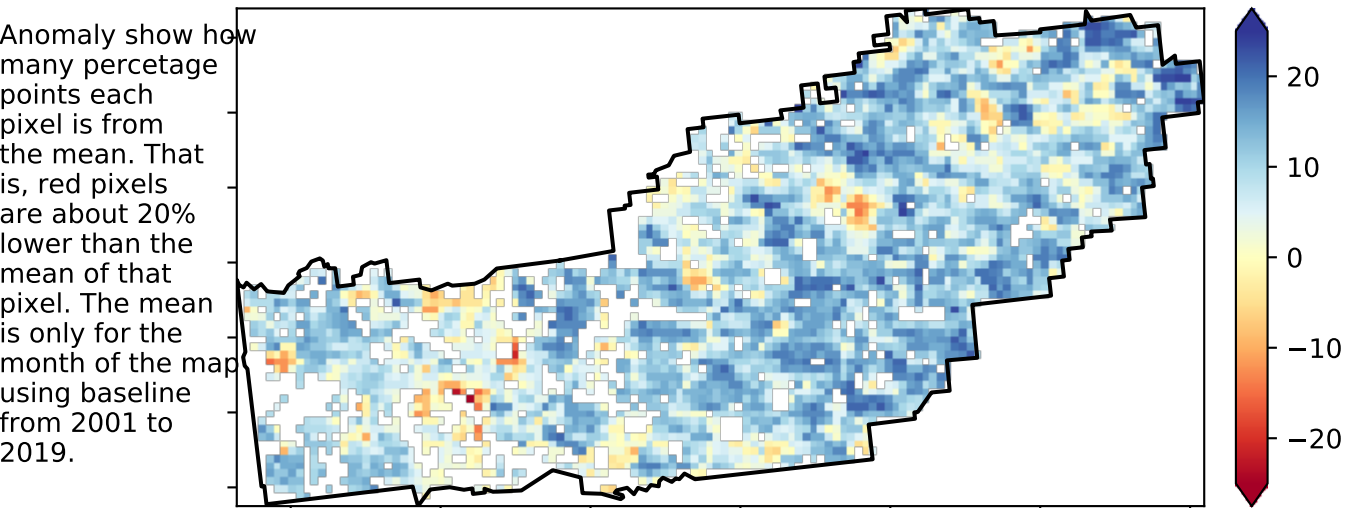 Anomaly show how
many percetage
points each
pixel is from
the mean. That
is, red pixels
are about 20%
lower than the
mean of that
pixel. The mean
is only for the
month of the map
using baseline
from 2001 to
2019.
20
10
0
−10
−20